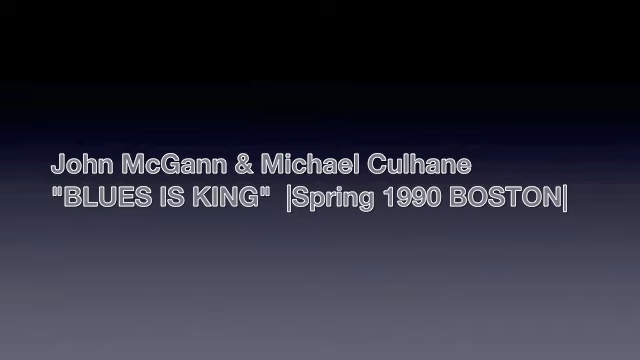 John McGann & Michael Culhane
"BLUES IS KING" |Spring 1990 BOSTON|